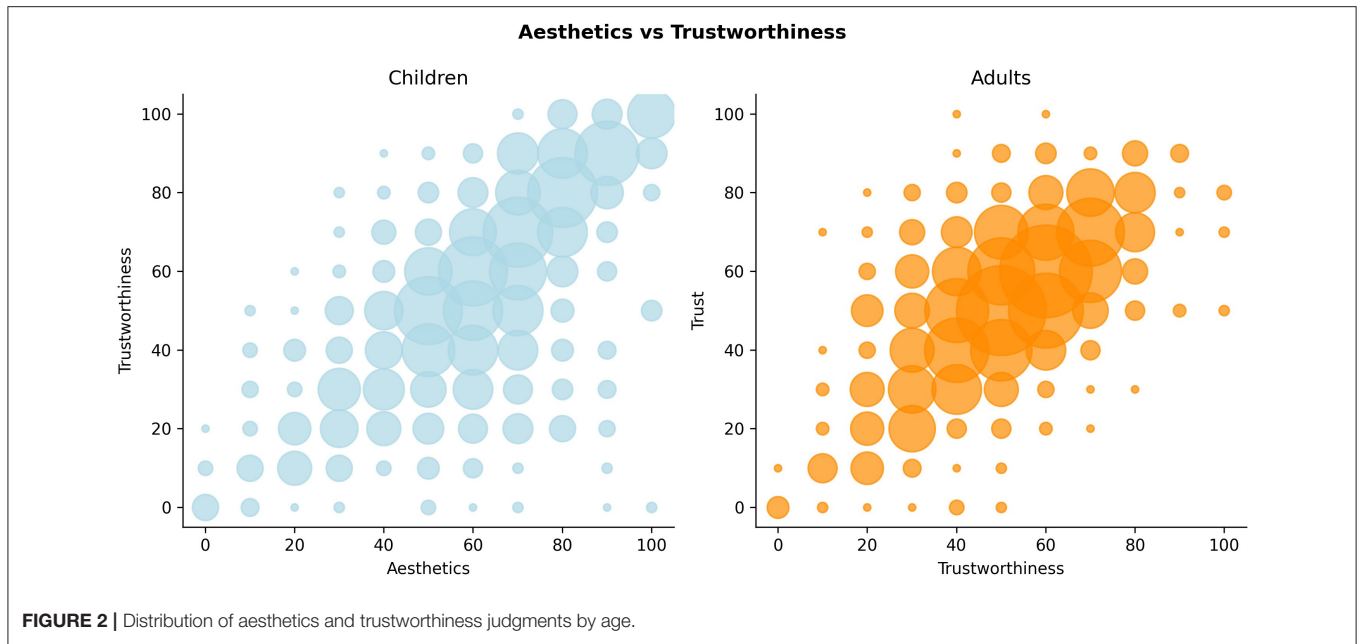 Aesthetics vs Trustworthiness
Children
100
80
60
40
20
0
Trustworthiness
0 20 40 60 80 100
Aesthetics
Adults
100
80
60
40
20
0
Trust
0 20 40 60 80 100
Trustworthiness
FIGURE 2 | Distribution of aesthetics and trustworthiness judgments by age.